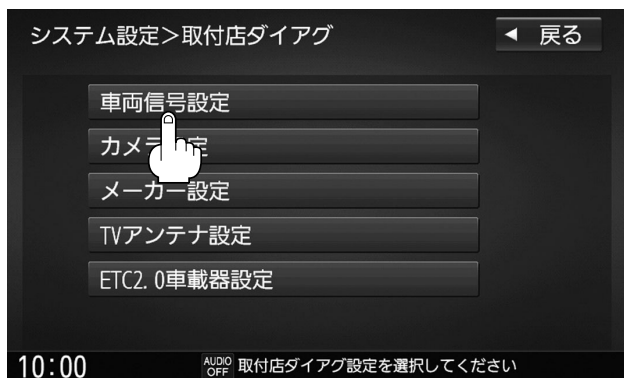 システム設定＞取付店ダイアグ
◀ 戻る
車両信号設定
カメラ設定
メーカー設定
TVアンテナ設定
ETC2.0車載器設定
10:00
AUDIO OFF 取付店ダイアグ設定を選択してください